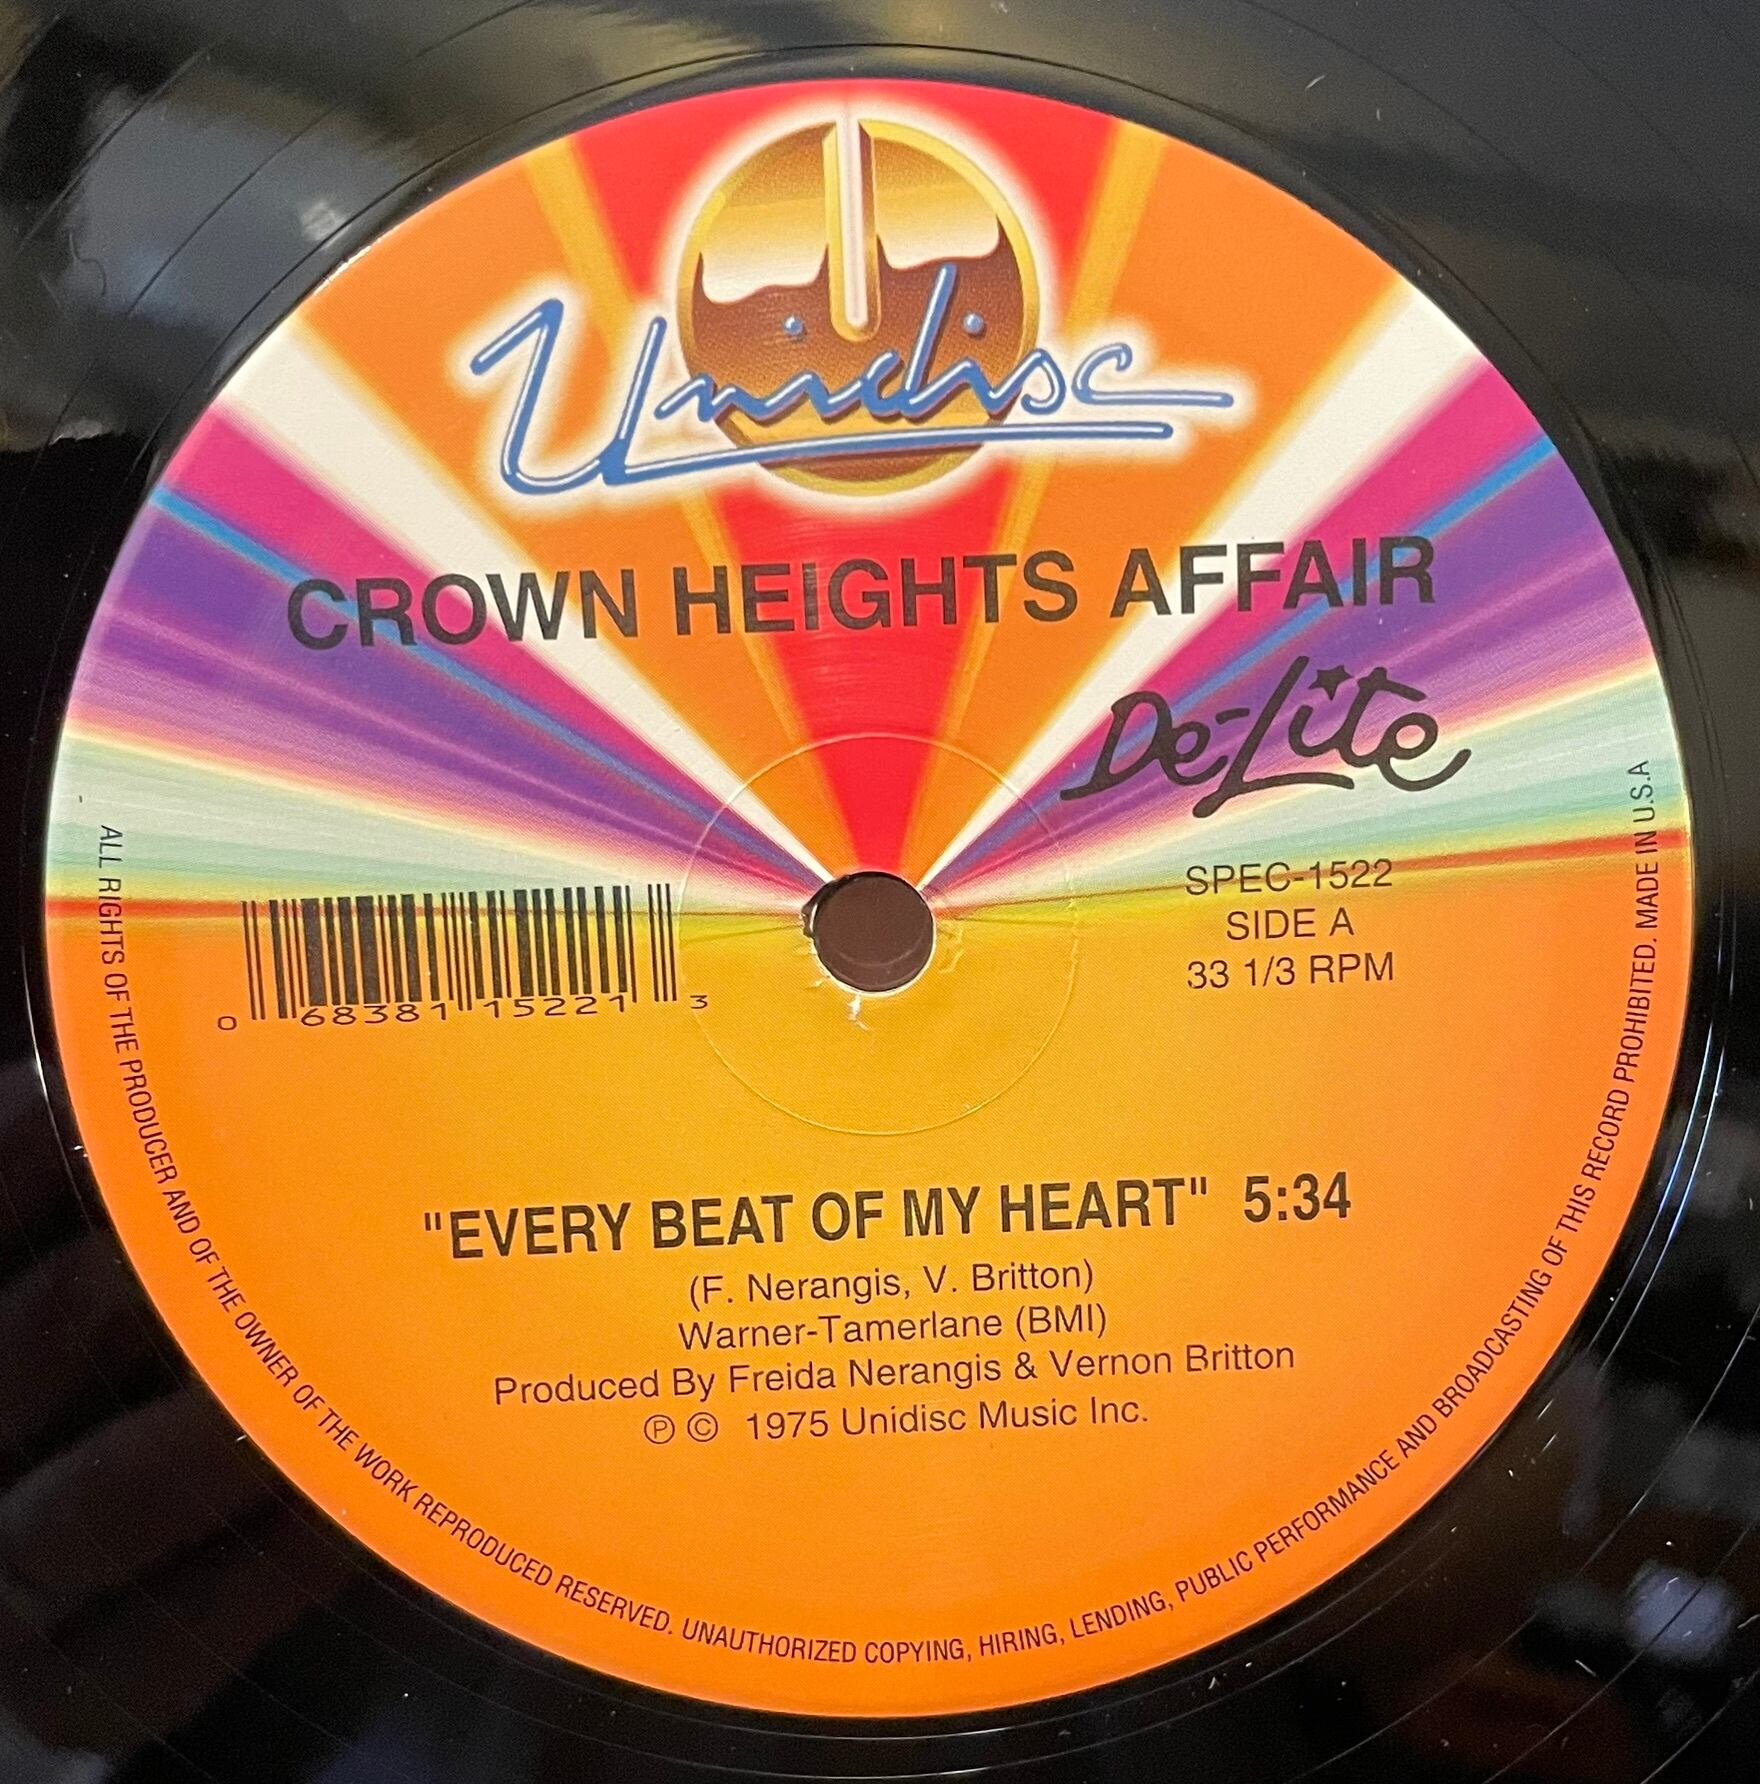 Unidisc
CROWN HEIGHTS AFFAIR
De-Lite
SPEC-1522
SIDE A
33 1/3 RPM
0 68381 15221 3
"EVERY BEAT OF MY HEART" 5:34
(F. Nerangis, V. Britton)
Warner-Tamerlane (BMI)
Produced By Freida Nerangis & Vernon Britton
℗ © 1975 Unidisc Music Inc.
ALL RIGHTS OF THE PRODUCER AND OF THE OWNER OF THE WORK REPRODUCED RESERVED. UNAUTHORIZED COPYING, HIRING, LENDING, PUBLIC PERFORMANCE AND BROADCASTING OF THIS RECORD PROHIBITED. MADE IN U.S.A